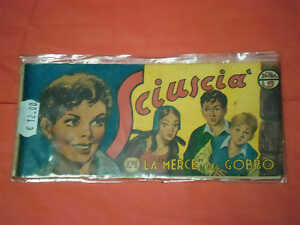 Sciuscià
€ 12,00
LA MERCE del GOBBO